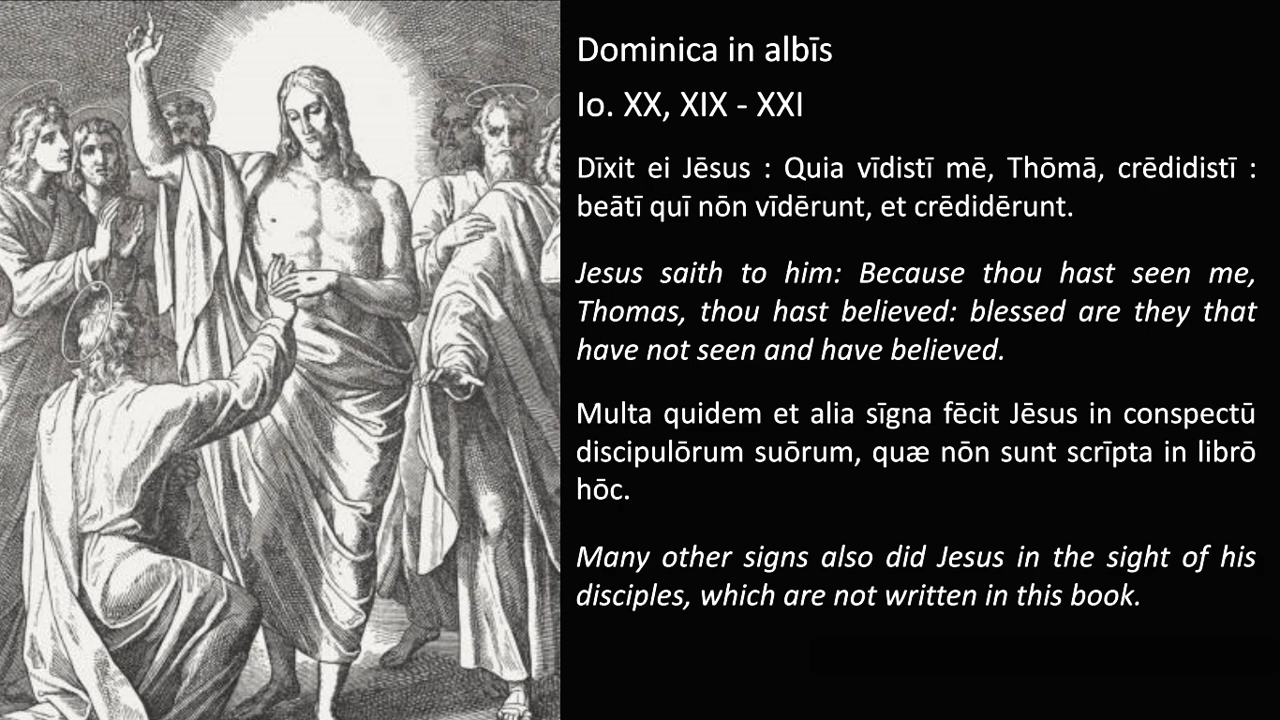 Dominica in albīs
Io. XX, XIX - XXI
Dīxit ei Jēsus : Quia vīdistī mē, Thōmā, crēdidistī :
beātī quī nōn vīdērunt, et crēdidērunt.
Jesus saith to him: Because thou hast seen me,
Thomas, thou hast believed: blessed are they that
have not seen and have believed.
Multa quidem et alia sīgna fēcit Jēsus in conspectū
discipulōrum suōrum, quæ nōn sunt scrīpta in librō
hōc.
Many other signs also did Jesus in the sight of his
disciples, which are not written in this book.